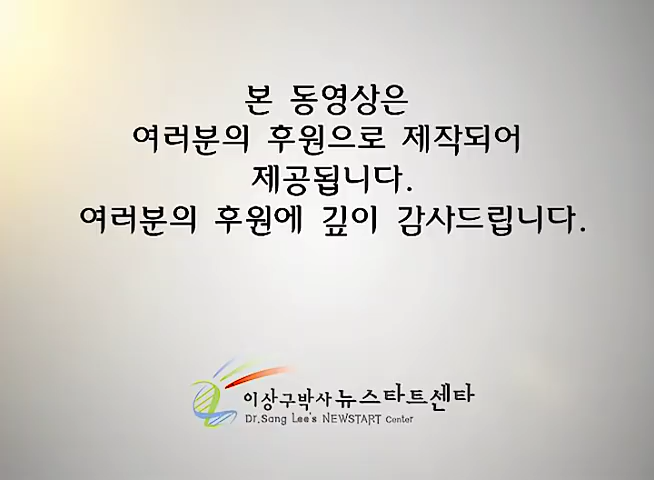 본 동영상은
여러분의 후원으로 제작되어
제공됩니다.
여러분의 후원에 깊이 감사드립니다.
이상구박사 뉴스타트센타
Dr.Sang Lee's NEWSTART Center